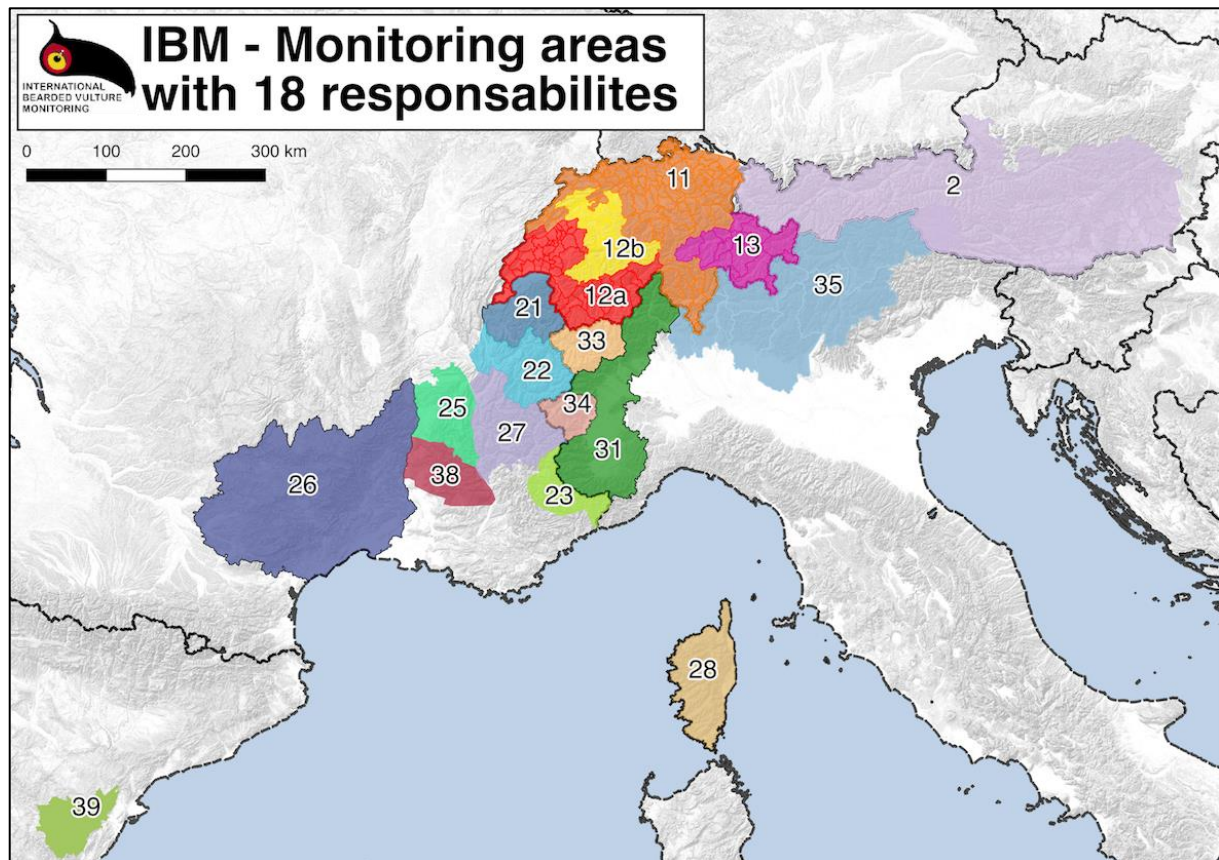 IBM - Monitoring areas
with 18 responsabilites
INTERNATIONAL
BEARDED VULTURE
MONITORING
0 100 200 300 km
11
2
12b
13
12a
35
21
33
22
34
25
27
31
38
26
23
28
39